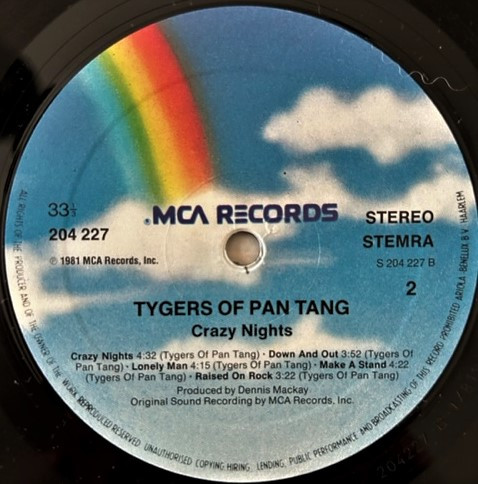 MCA RECORDS
33⅓
204 227
℗ 1981 MCA Records, Inc.
STEREO
STEMRA
S 204 227 B
2
TYGERS OF PAN TANG
Crazy Nights
Crazy Nights 4:32 (Tygers Of Pan Tang) · Down And Out 3:52 (Tygers Of
Pan Tang) · Lonely Man 4:15 (Tygers Of Pan Tang) · Make A Stand 4:22
(Tygers Of Pan Tang) · Raised On Rock 3:22 (Tygers Of Pan Tang)
Produced by Dennis Mackay
Original Sound Recording by MCA Records, Inc.
ALL RIGHTS OF THE PRODUCER AND OF THE OWNER OF THE WORK REPRODUCED RESERVED. UNAUTHORISED COPYING, HIRING, LENDING, PUBLIC PERFORMANCE AND BROADCASTING OF THIS RECORD PROHIBITED ARIOLA-BENELUX B.V. HAARLEM